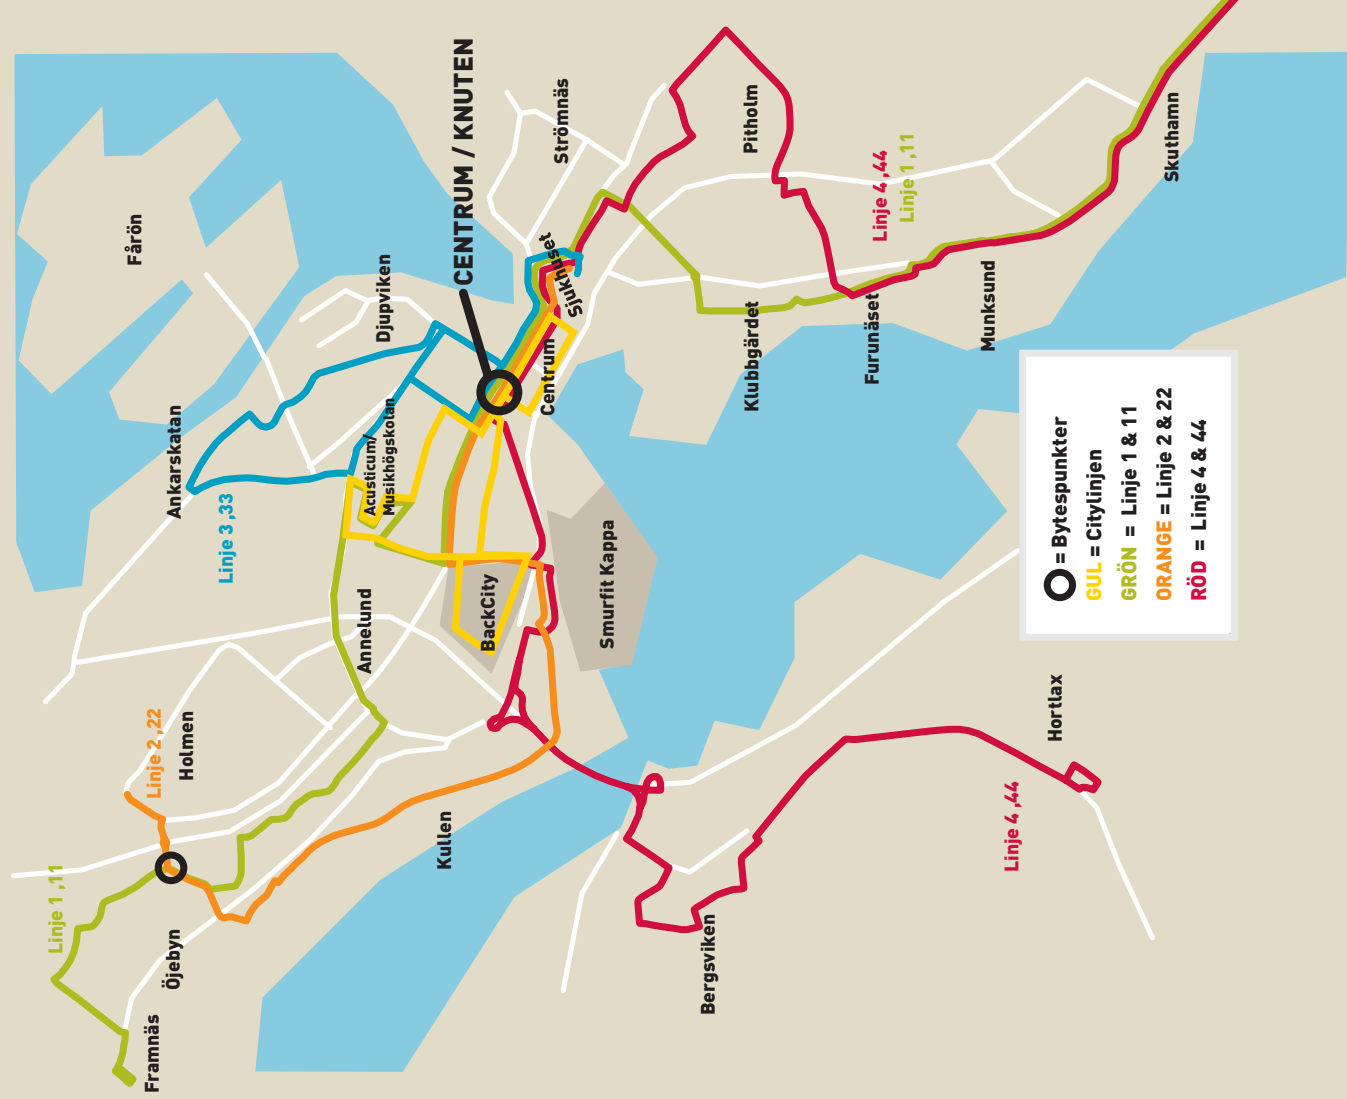 Framnäs
Öjebyn
Linje 1 ,11
Linje 2 ,22
Holmen
Kullen
Annelund
BackCity
Smurfit Kappa
Linje 3 ,33
Ankarskatan
Acusticum/
Musikhögskolan
Djupviken
Fårön
CENTRUM / KNUTEN
Centrum
Sjukhuset
Strömnäs
Pitholm
Linje 4 ,44
Linje 1 ,11
Klubbgärdet
Furunäset
Munksund
Skuthamn
Bergsviken
Linje 4 ,44
Hortlax
= Bytespunkter
GUL = Citylinjen
GRÖN = Linje 1 & 11
ORANGE = Linje 2 & 22
RÖD = Linje 4 & 44